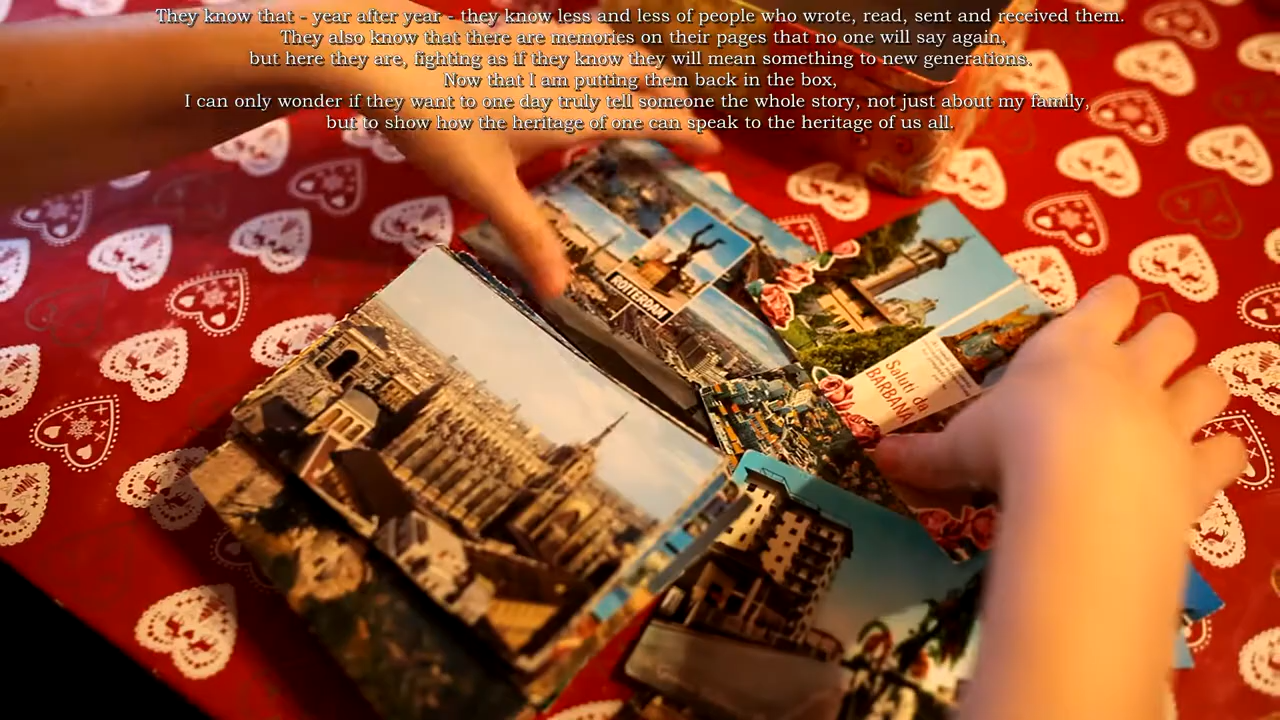 They know that - year after year - they know less and less of people who wrote, read, sent and received them.
They also know that there are memories on their pages that no one will say again,
but here they are, fighting as if they know they will mean something to new generations.
Now that I am putting them back in the box,
I can only wonder if they want to one day truly tell someone the whole story, not just about my family,
but to show how the heritage of one can speak to the heritage of us all.
ROTTERDAM
Saluti da